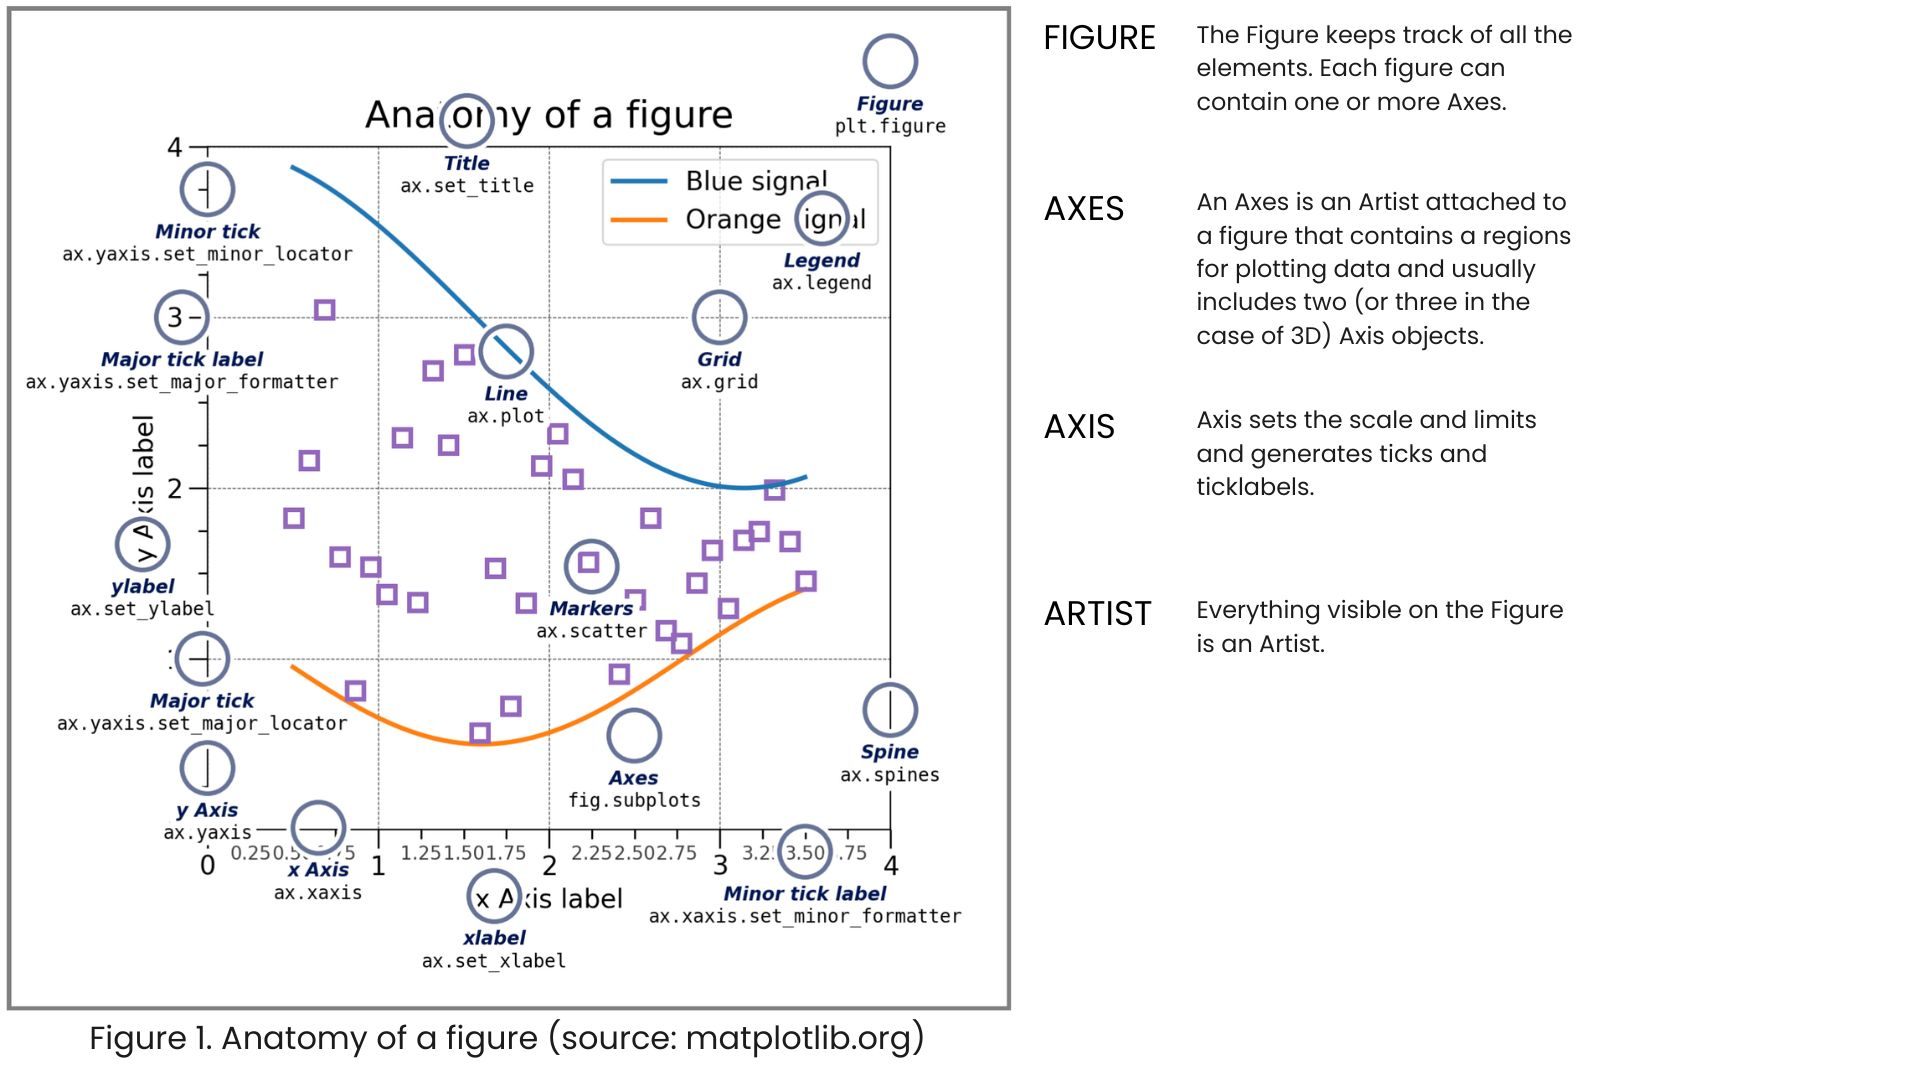 Anatomy of a figure
Figure
plt.figure
Title
ax.set_title
4
Blue signal
Orange signal
Legend
ax.legend
Minor tick
ax.yaxis.set_minor_locator
3
Major tick label
ax.yaxis.set_major_formatter
Grid
ax.grid
Line
ax.plot
y Axis label
2
ylabel
ax.set_ylabel
Markers
ax.scatter
Major tick
ax.yaxis.set_major_locator
Axes
fig.subplots
Spine
ax.spines
y Axis
ax.yaxis
0 0.25 1 1.25 1.50 1.75 2 2.25 2.50 2.75 3 3.50 4
x Axis
ax.xaxis
Minor tick label
ax.xaxis.set_minor_formatter
x Axis label
xlabel
ax.set_xlabel
Figure 1. Anatomy of a figure (source: matplotlib.org)
FIGURE
The Figure keeps track of all the
elements. Each figure can
contain one or more Axes.
AXES
An Axes is an Artist attached to
a figure that contains a regions
for plotting data and usually
includes two (or three in the
case of 3D) Axis objects.
AXIS
Axis sets the scale and limits
and generates ticks and
ticklabels.
ARTIST
Everything visible on the Figure
is an Artist.